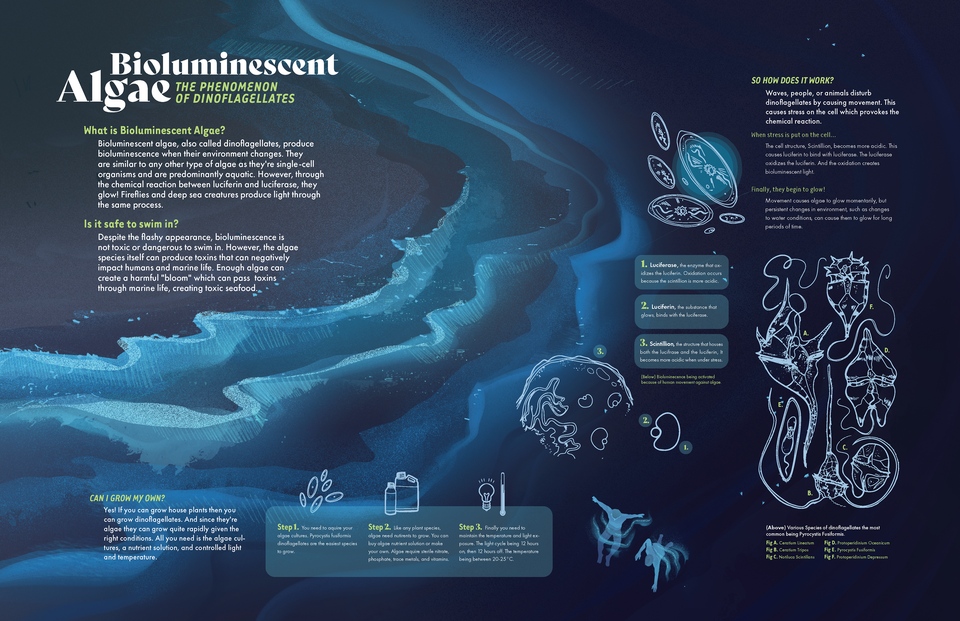 Bioluminescent
Algae
THE PHENOMENON
OF DINOFLAGELLATES
What is Bioluminescent Algae?
Bioluminescent algae, also called dinoflagellates, produce
bioluminescence when their environment changes. They
are similar to any other type of algae as they're single-cell
organisms and are predominantly aquatic. However, through
the chemical reaction between luciferin and luciferase, they
glow! Fireflies and deep sea creatures produce light through
the same process.
Is it safe to swim in?
Despite the flashy appearance, bioluminescence is
not toxic or dangerous to swim in. However, the algae
species itself can produce toxins that can negatively
impact humans and marine life. Enough algae can
create a harmful "bloom" which can pass toxins
through marine life, creating toxic seafood.
CAN I GROW MY OWN?
Yes! If you can grow house plants then you
can grow dinoflagellates. And since they're
algae they can grow quite rapidly given the
right conditions. All you need is the algae cul-
tures, a nutrient solution, and controlled light
and temperature.
Step 1. You need to aquire your
algae cultures. Pyrocystis fusiformis
dinoflagellates are the easiest species
to grow.
Step 2. Like any plant species,
algae need nutrients to grow. You can
buy algae nutrient solution or make
your own. Algae require sterile nitrate,
phosphate, trace metals, and vitamins.
Step 3. Finally you need to
maintain the temperature and light ex-
posure. The light cycle being 12 hours
on, then 12 hours off. The temperature
being between 20-25°C.
SO HOW DOES IT WORK?
Waves, people, or animals disturb
dinoflagellates by causing movement. This
causes stress on the cell which provokes the
chemical reaction.
When stress is put on the cell...
The cell structure, Scintillion, becomes more acidic. This
causes luciferin to bind with luciferase. The luciferase
oxidizes the luciferin. And the oxidation creates
bioluminescent light.
Finally, they begin to glow!
Movement causes algae to glow momentarily, but
persistent changes in environment, such as changes
to water conditions, can cause them to glow for long
periods of time.
1. Luciferase, the enzyme that ox-
idizes the luciferin. Oxidation occurs
because the scintillion is more acidic.
2. Luciferin, the substance that
glows, binds with the luciferase.
3. Scintillion, the structure that houses
both the luciferase and the luciferin, it
becomes more acidic when under stress.
(Below) Bioluminescence being activated
because of human movement against algae.
3.
2.
1.
A.
F.
D.
E.
B.
(Above) Various Species of dinoflagellates the most
common being Pyrocystis Fusiformis.
Fig A. Ceratium Lineatum
Fig B. Ceratium Tripos
Fig C. Noctiluca Scintillans
Fig D. Protoperidinium Oceanicum
Fig E. Pyrocystis Fusiformis
Fig F. Protoperidinium Depressum